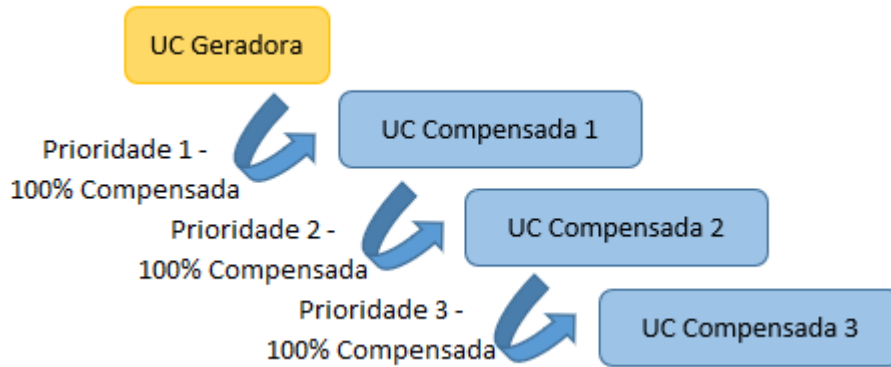 UC Geradora
UC Compensada 1
Prioridade 1 -
100% Compensada
UC Compensada 2
Prioridade 2 -
100% Compensada
UC Compensada 3
Prioridade 3 -
100% Compensada